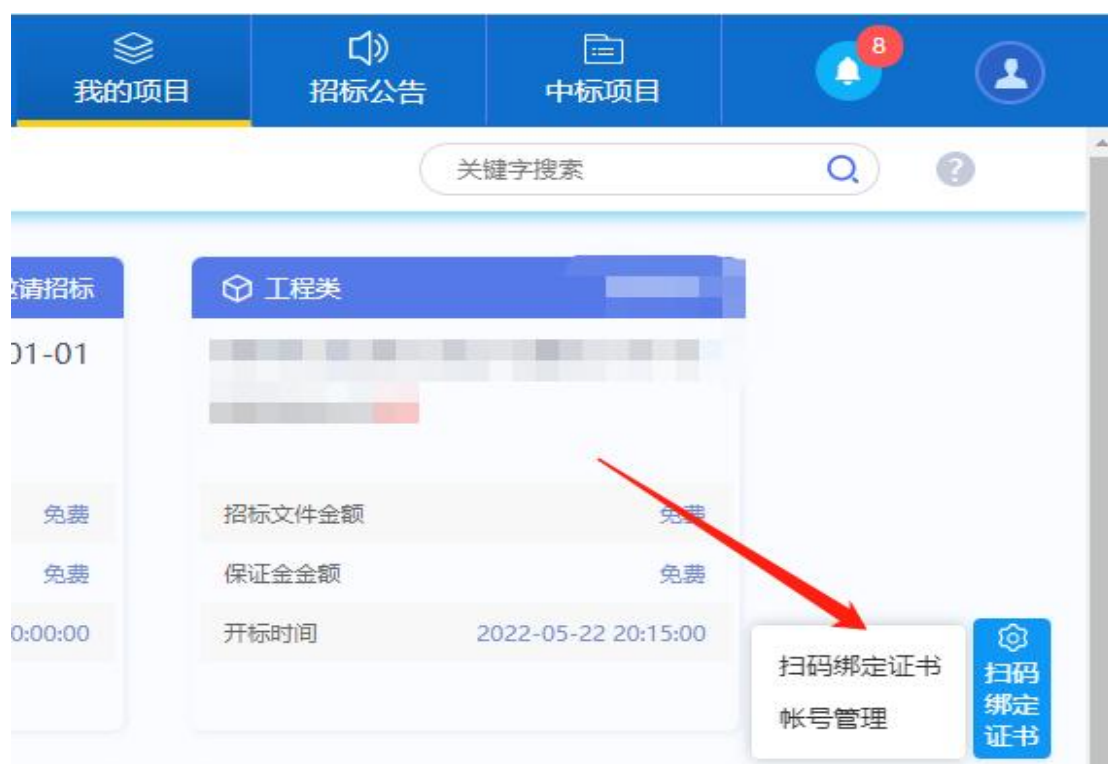 我的项目
招标公告
中标项目
8
关键字搜索
?
请招标
工程类
01-01
免费
招标文件金额
免费
免费
保证金金额
免费
0:00:00
开标时间
2022-05-22 20:15:00
扫码绑定证书
帐号管理
扫码
绑定
证书